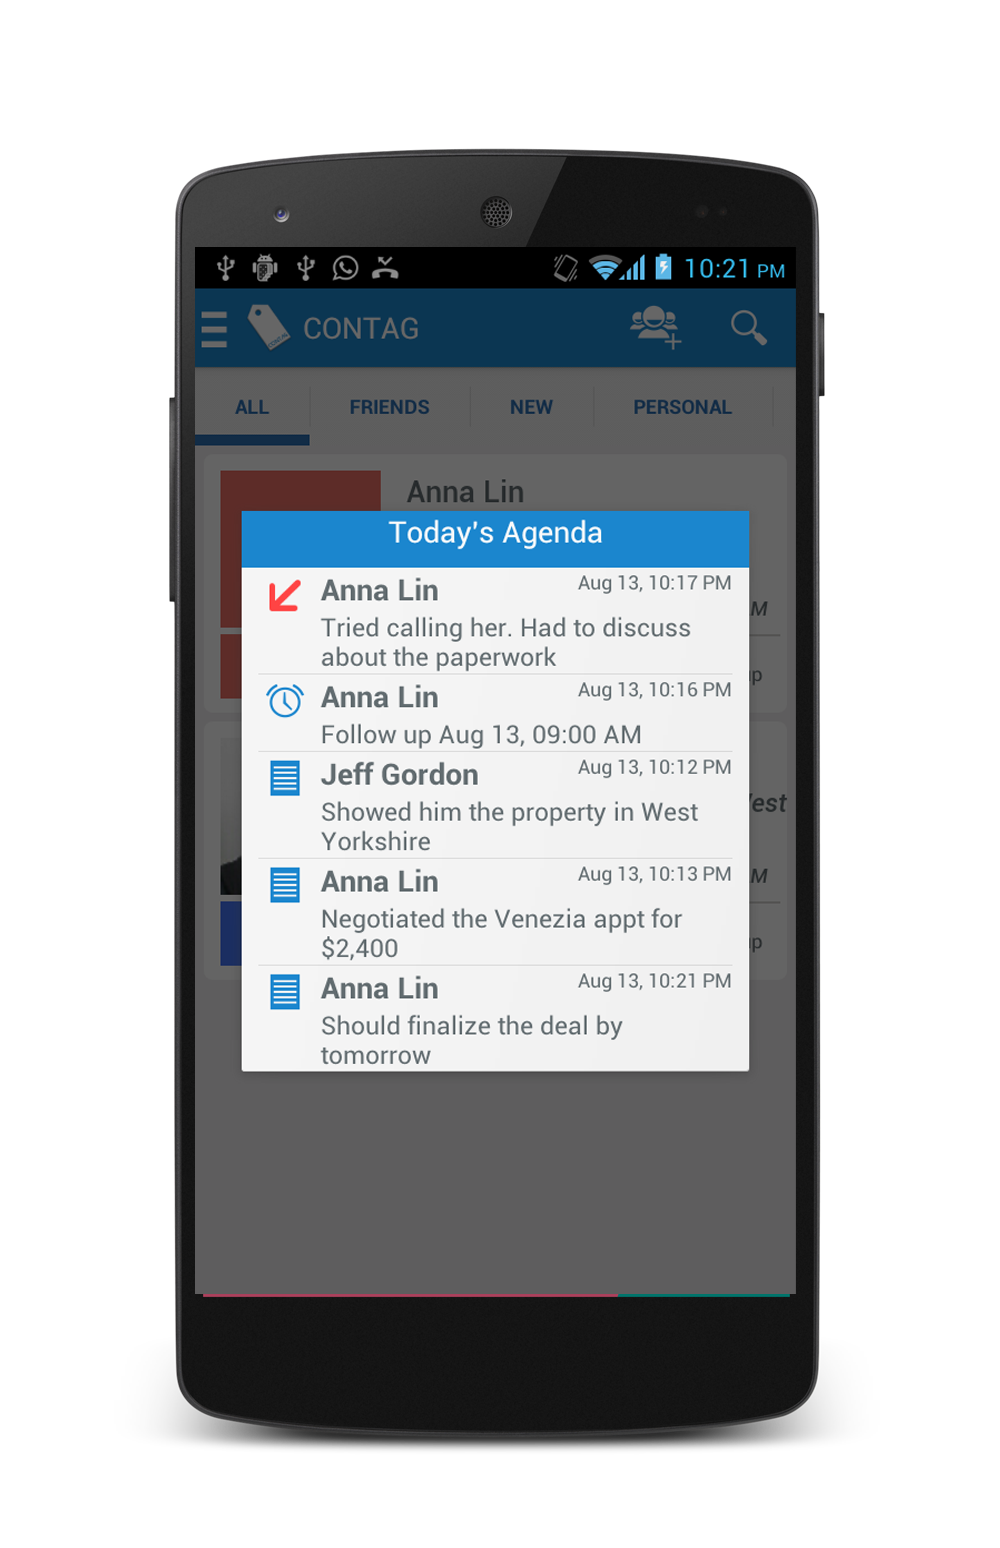 10:21 PM
CONTAG
ALL FRIENDS NEW PERSONAL
Anna Lin
Today's Agenda
Anna Lin Aug 13, 10:17 PM
Tried calling her. Had to discuss
about the paperwork
Anna Lin Aug 13, 10:16 PM
Follow up Aug 13, 09:00 AM
Jeff Gordon Aug 13, 10:12 PM
Showed him the property in West
Yorkshire
Anna Lin Aug 13, 10:13 PM
Negotiated the Venezia appt for
$2,400
Anna Lin Aug 13, 10:21 PM
Should finalize the deal by
tomorrow